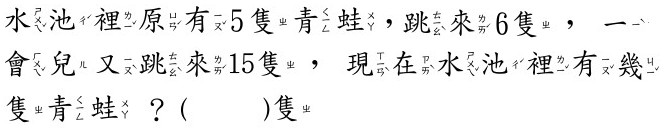 水池裡原有5隻青蛙，跳來6隻，一
會兒又跳來15隻，現在水池裡有幾
隻青蛙？(　　)隻